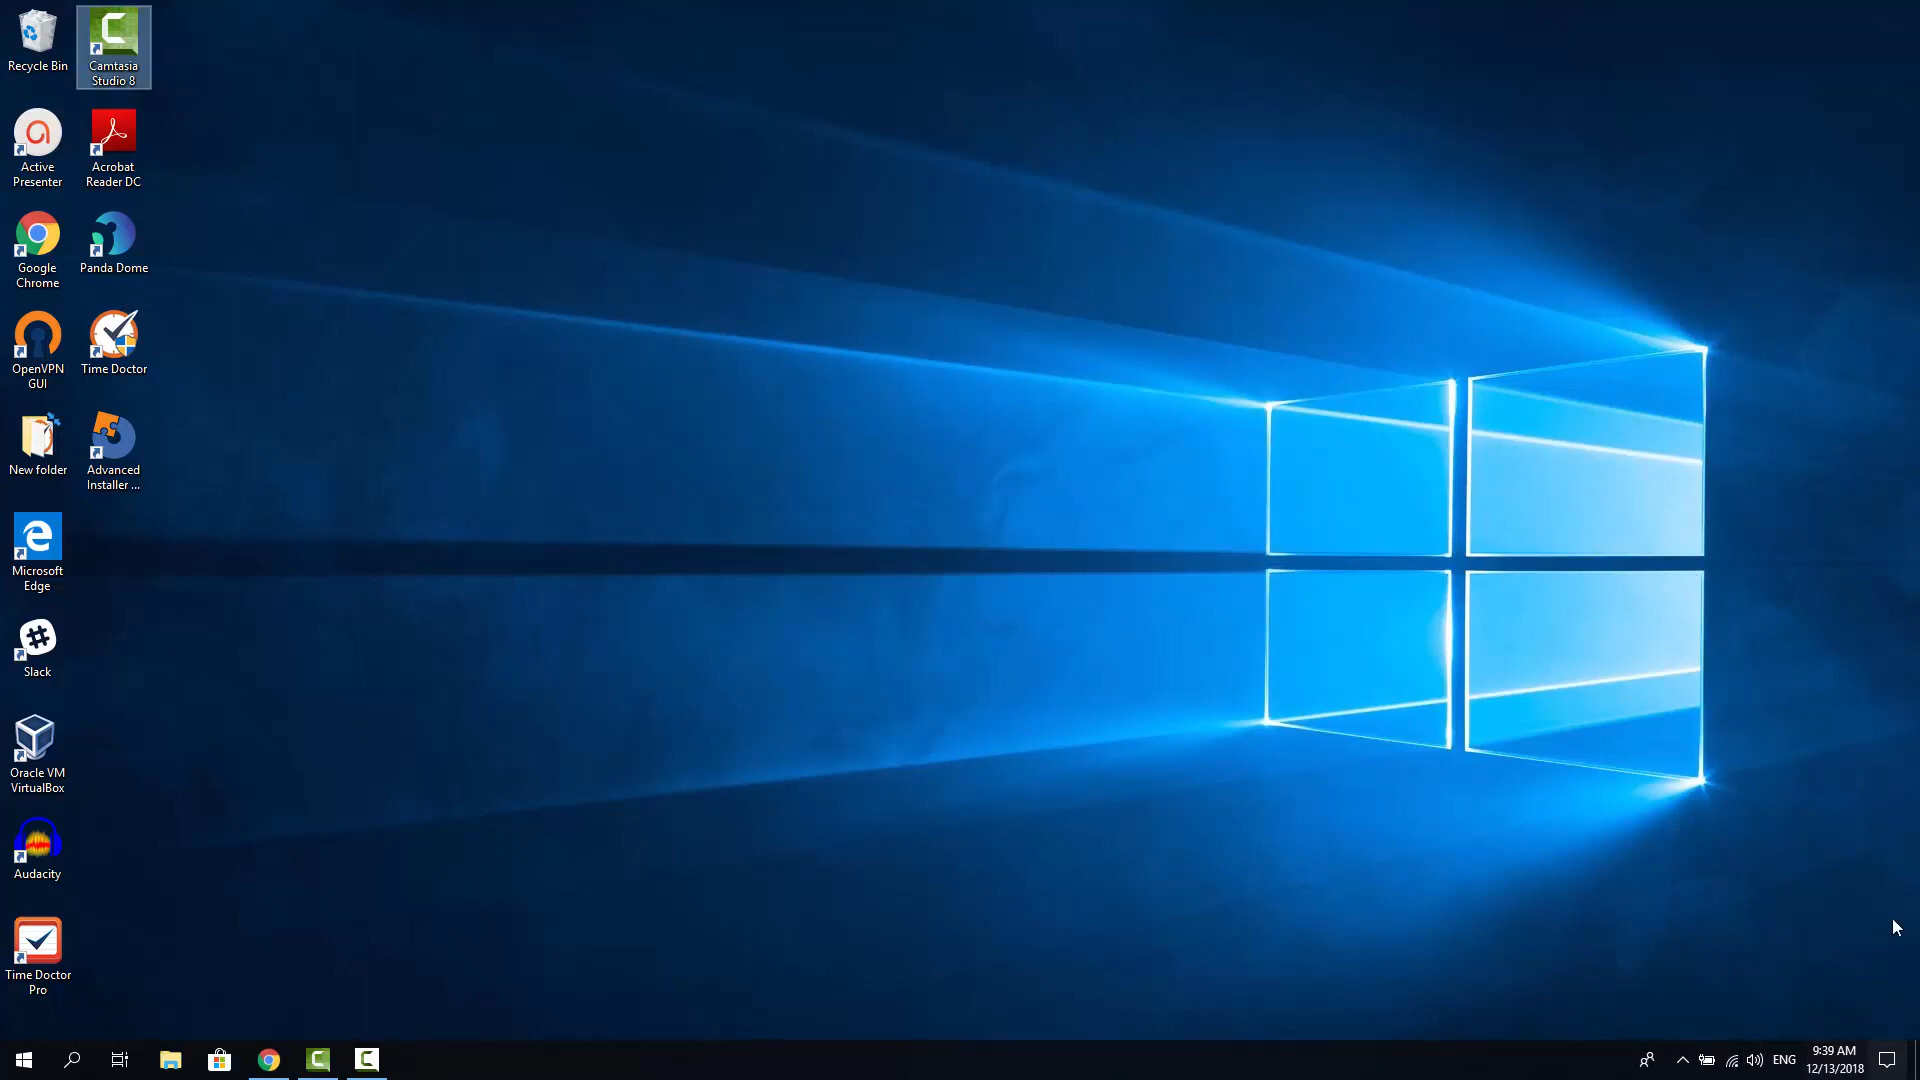 Recycle Bin
Camtasia
Studio 8
Active
Presenter
Acrobat
Reader DC
Google
Chrome
Panda Dome
OpenVPN
GUI
Time Doctor
New folder
Advanced
Installer ...
Microsoft
Edge
Slack
Oracle VM
VirtualBox
Audacity
Time Doctor
Pro
ENG
9:39 AM
12/13/2018